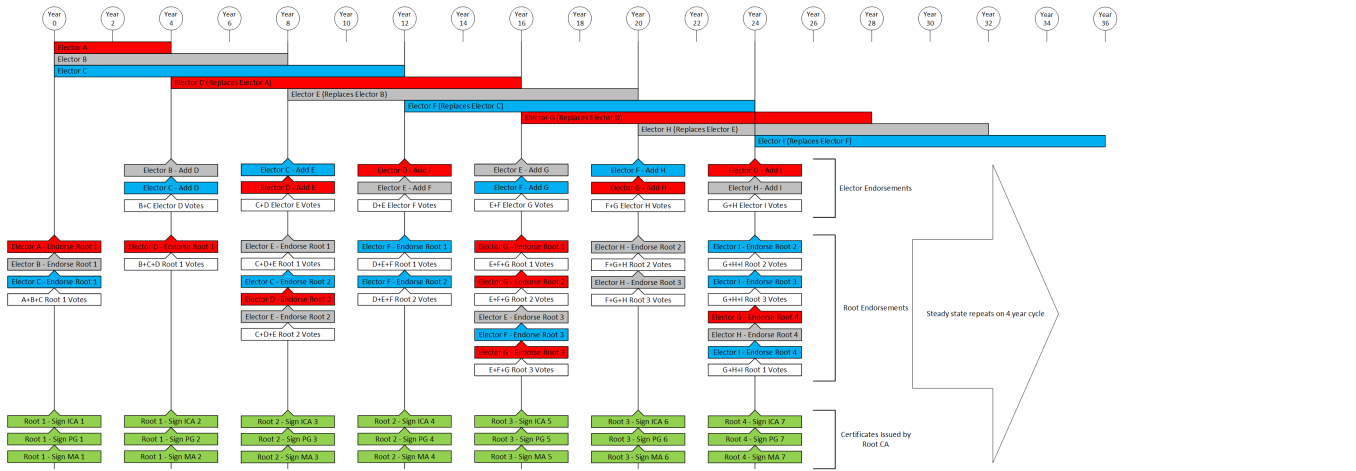 Year
0
Year
2
Year
4
Year
6
Year
8
Year
10
Year
12
Year
14
Year
16
Year
18
Year
20
Year
22
Year
24
Year
26
Year
28
Year
30
Year
32
Year
34
Year
36
Elector A
Elector B
Elector C
Elector D (Replaces Elector A)
Elector E (Replaces Elector B)
Elector F (Replaces Elector C)
Elector G (Replaces Elector D)
Elector H (Replaces Elector E)
Elector I (Replaces Elector F)
Elector B - Add D
Elector C - Add D
B+C Elector D Votes
Elector C - Add E
Elector D - Add E
C+D Elector E Votes
Elector D - Add F
Elector E - Add F
D+E Elector F Votes
Elector E - Add G
Elector F - Add G
E+F Elector G Votes
Elector F - Add H
Elector G - Add H
F+G Elector H Votes
Elector G - Add I
Elector H - Add I
G+H Elector I Votes
Elector Endorsements
Elector A - Endorse Root 1
Elector B - Endorse Root 1
Elector C - Endorse Root 1
A+B+C Root 1 Votes
Elector D - Endorse Root 1
B+C+D Root 1 Votes
Elector E - Endorse Root 1
C+D+E Root 1 Votes
Elector C - Endorse Root 2
Elector D - Endorse Root 2
Elector E - Endorse Root 2
C+D+E Root 2 Votes
Elector F - Endorse Root 1
D+E+F Root 1 Votes
Elector F - Endorse Root 2
D+E+F Root 2 Votes
Elector G - Endorse Root 1
E+F+G Root 1 Votes
Elector G - Endorse Root 2
E+F+G Root 2 Votes
Elector E - Endorse Root 3
Elector F - Endorse Root 3
Elector G - Endorse Root 3
E+F+G Root 3 Votes
Elector H - Endorse Root 2
F+G+H Root 2 Votes
Elector H - Endorse Root 3
F+G+H Root 3 Votes
Elector I - Endorse Root 2
G+H+I Root 2 Votes
Elector I - Endorse Root 3
G+H+I Root 3 Votes
Elector G - Endorse Root 4
Elector H - Endorse Root 4
Elector I - Endorse Root 4
G+H+I Root 1 Votes
Root Endorsements
Steady state repeats on 4 year cycle
Root 1 - Sign ICA 1
Root 1 - Sign PG 1
Root 1 - Sign MA 1
Root 1 - Sign ICA 2
Root 1 - Sign PG 2
Root 1 - Sign MA 2
Root 2 - Sign ICA 3
Root 2 - Sign PG 3
Root 2 - Sign MA 3
Root 2 - Sign ICA 4
Root 2 - Sign PG 4
Root 2 - Sign MA 4
Root 3 - Sign ICA 5
Root 3 - Sign PG 5
Root 3 - Sign MA 5
Root 3 - Sign ICA 6
Root 3 - Sign PG 6
Root 3 - Sign MA 6
Root 4 - Sign ICA 7
Root 4 - Sign PG 7
Root 4 - Sign MA 7
Certificates Issued by
Root CA